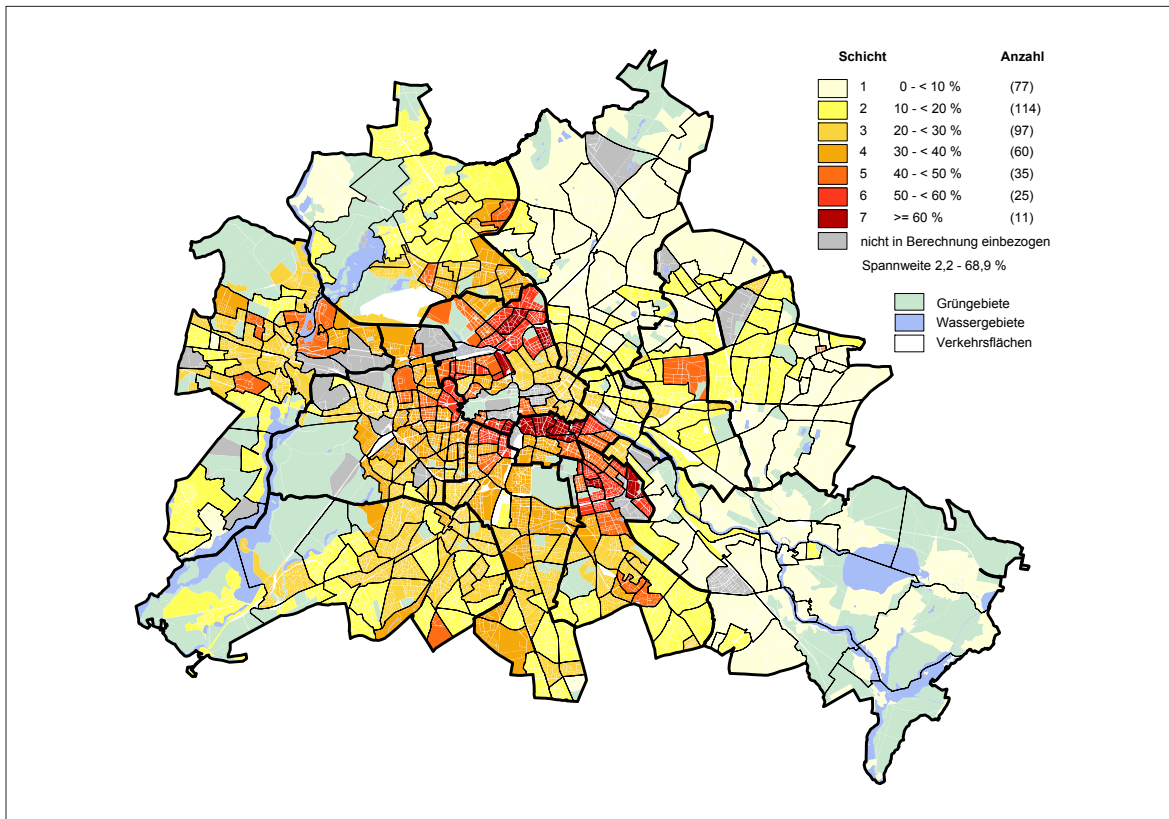 Schicht Anzahl
1 0 - < 10 % (77)
2 10 - < 20 % (114)
3 20 - < 30 % (97)
4 30 - < 40 % (60)
5 40 - < 50 % (35)
6 50 - < 60 % (25)
7 >= 60 % (11)
nicht in Berechnung einbezogen
Spannweite 2,2 - 68,9 %
Grüngebiete
Wassergebiete
Verkehrsflächen